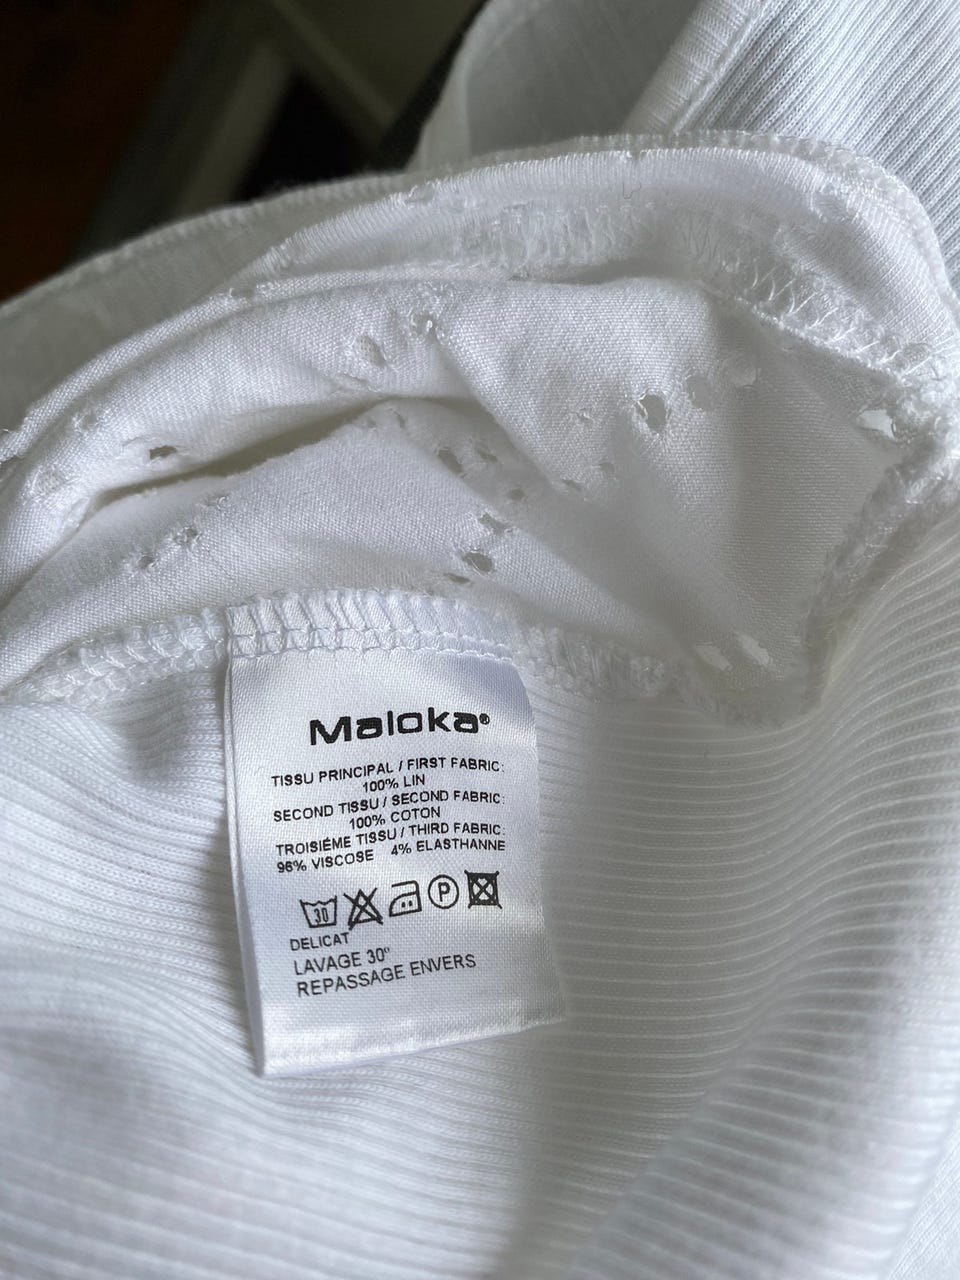 Maloka®
TISSU PRINCIPAL / FIRST FABRIC:
100% LIN
SECOND TISSU / SECOND FABRIC:
100% COTON
TROISIÉME TISSU / THIRD FABRIC:
96% VISCOSE 4% ELASTHANNE
30 P
DELICAT
LAVAGE 30°
REPASSAGE ENVERS